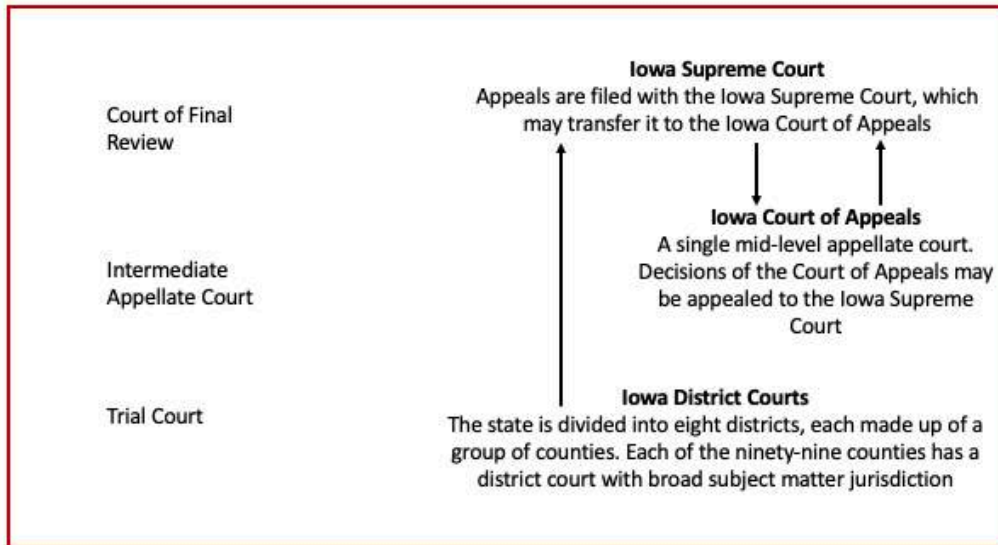 Court of Final
Review
Iowa Supreme Court
Appeals are filed with the Iowa Supreme Court, which
may transfer it to the Iowa Court of Appeals
Intermediate
Appellate Court
Iowa Court of Appeals
A single mid-level appellate court.
Decisions of the Court of Appeals may
be appealed to the Iowa Supreme
Court
Trial Court
Iowa District Courts
The state is divided into eight districts, each made up of a
group of counties. Each of the ninety-nine counties has a
district court with broad subject matter jurisdiction